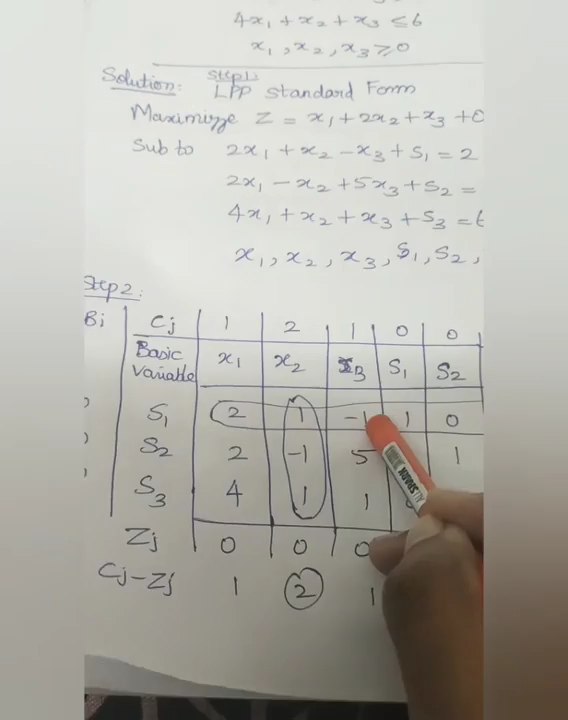 4x₁ + x₂ + x₃ ≤ 6
x₁, x₂, x₃ ≥ 0
Solution: Step1:
LPP Standard Form
Maximize Z = x₁ + 2x₂ + x₃ + 0
Sub to 2x₁ + x₂ - x₃ + S₁ = 2
2x₁ - x₂ + 5x₃ + S₂ =
4x₁ + x₂ + x₃ + S₃ = 6
x₁, x₂, x₃, S₁, S₂,
Step 2:
Bi Cj 1 2 1 0 0
Basic Variable x₁ x₂ x₃ S₁ S₂
S₁ 2 1 -1 1 0
S₂ 2 -1 5 1
S₃ 4 1 1
Zj 0 0 0
Cj-Zj 1 2 1